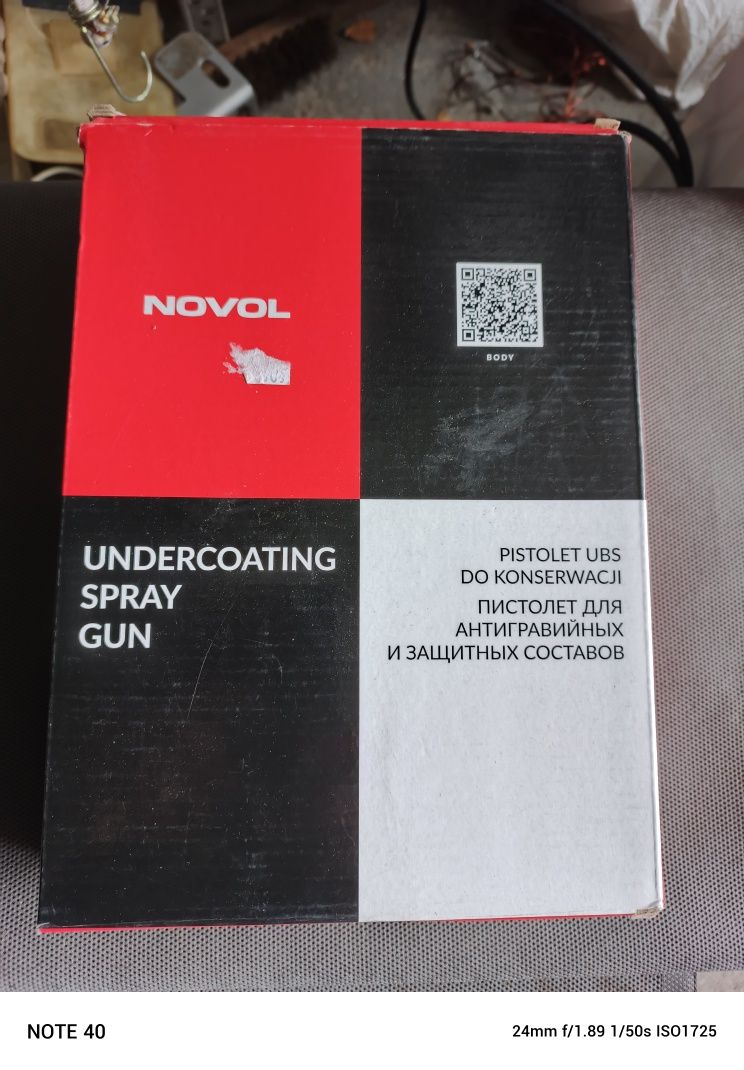 NOVOL
BODY
UNDERCOATING
SPRAY
GUN
PISTOLET UBS
DO KONSERWACJI
ПИСТОЛЕТ ДЛЯ
АНТИГРАВИЙНЫХ
И ЗАЩИТНЫХ СОСТАВОВ
NOTE 40
24mm f/1.89 1/50s ISO1725